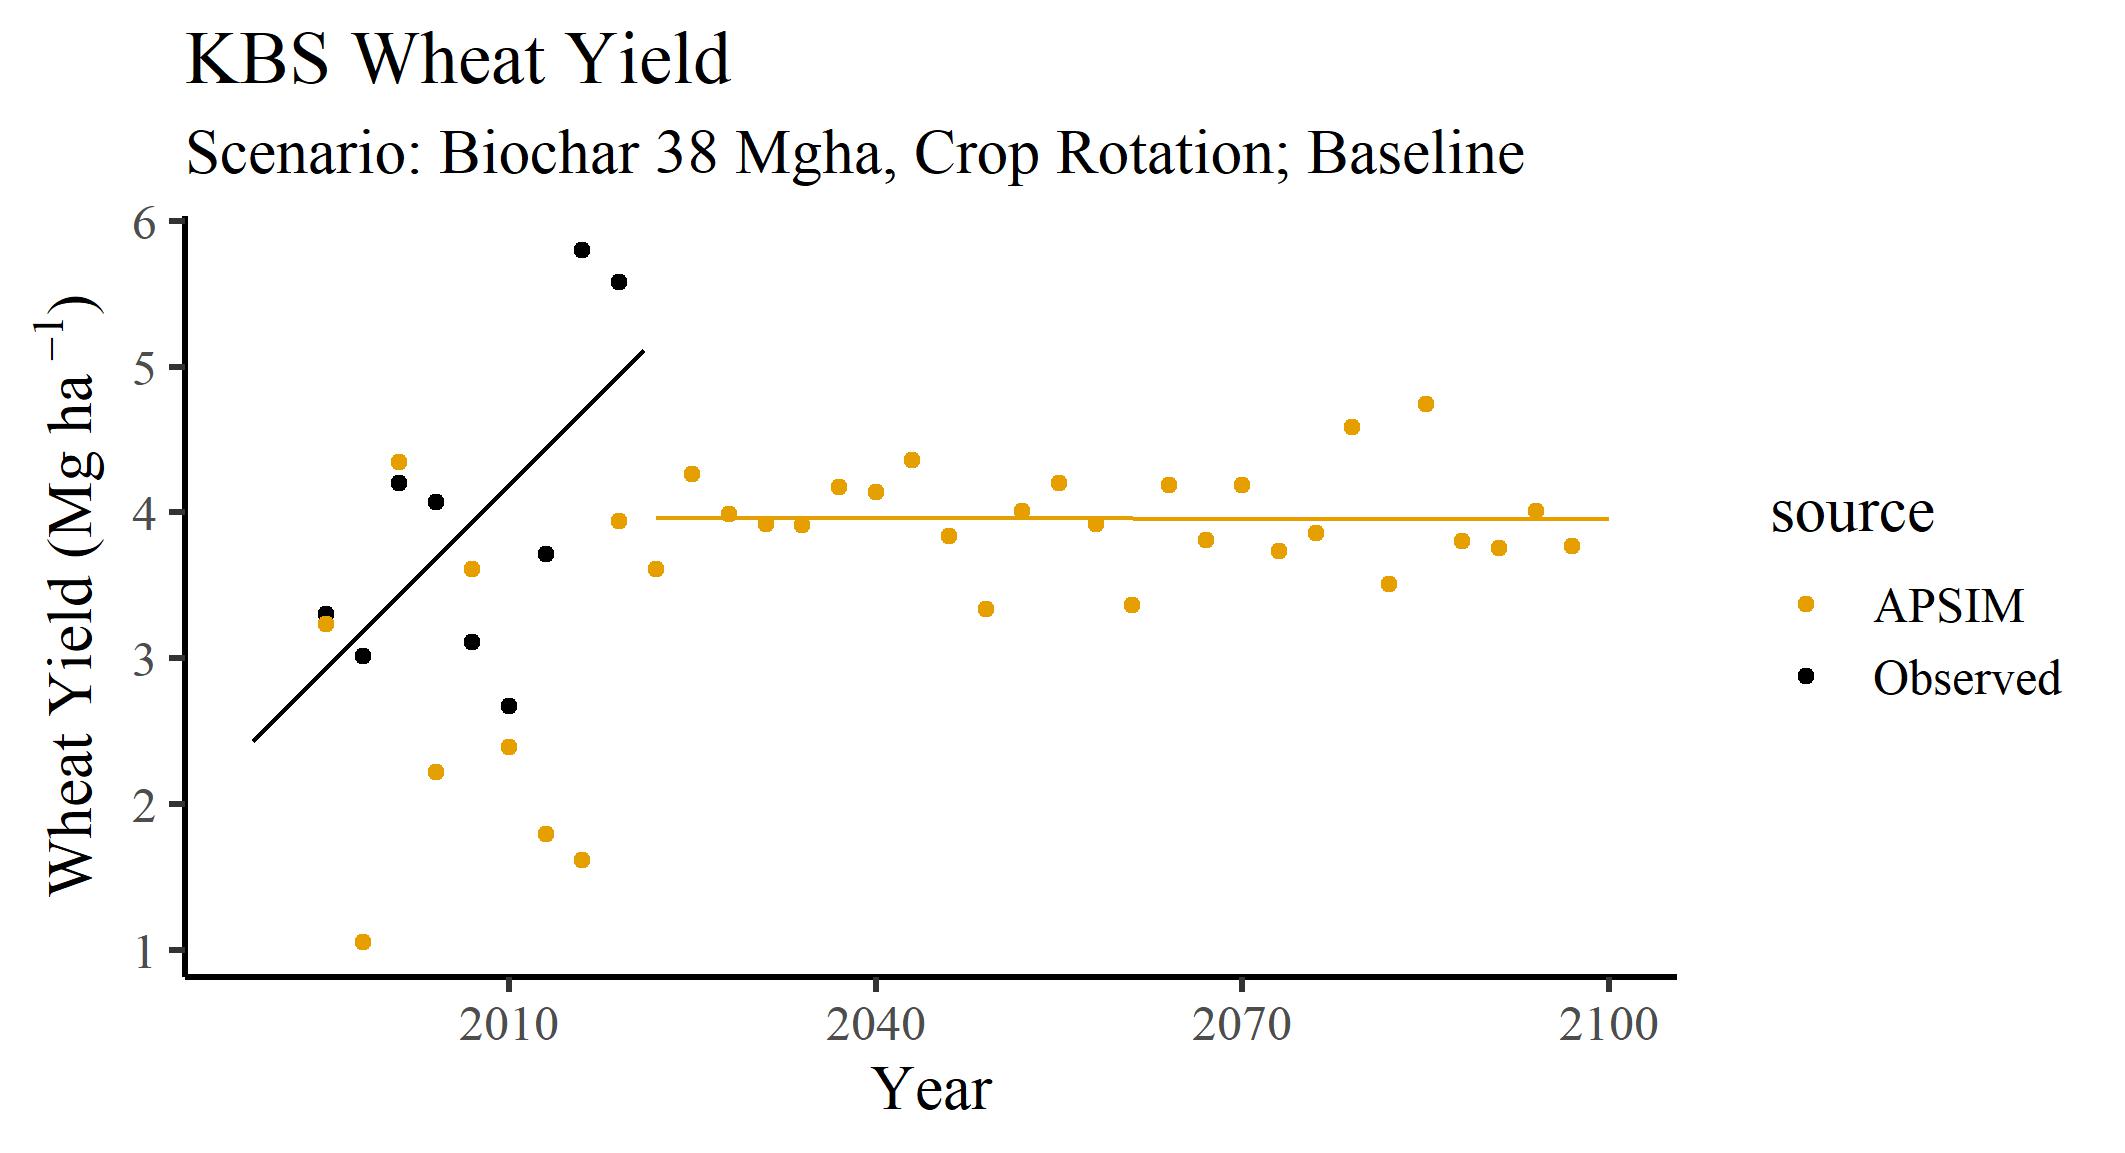 KBS Wheat Yield
Scenario: Biochar 38 Mgha, Crop Rotation; Baseline
Wheat Yield (Mg ha −1)
6
5
4
3
2
1
2010 2040 2070 2100
Year
source
APSIM
Observed